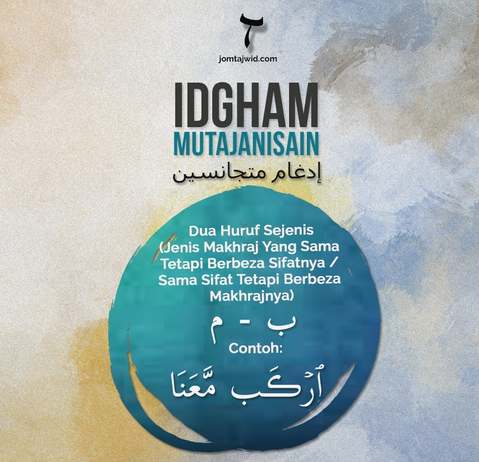 jomtajwid.com
IDGHAM
MUTAJANISAIN
إدغام متجانسين
Dua Huruf Sejenis
(Jenis Makhraj Yang Sama
Tetapi Berbeza Sifatnya /
Sama Sifat Tetapi Berbeza
Makhrajnya)
ب - م
Contoh:
ٱرۡكَب مَّعَنَا